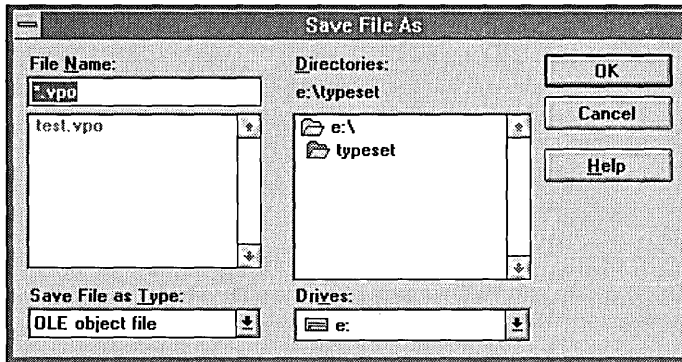 Save File As
File Name:
*.vpo
test.vpo
Save File as Type:
OLE object file
Directories:
e:\typeset
e:\
typeset
Drives:
e:
OK
Cancel
Help